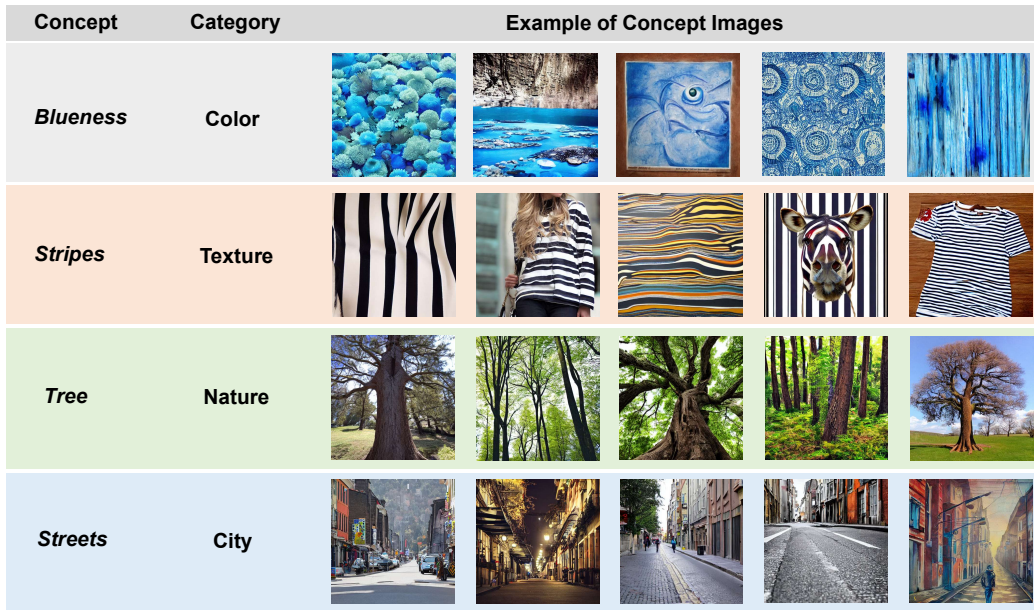 Concept Category Example of Concept Images
Blueness Color
Stripes Texture
Tree Nature
Streets City